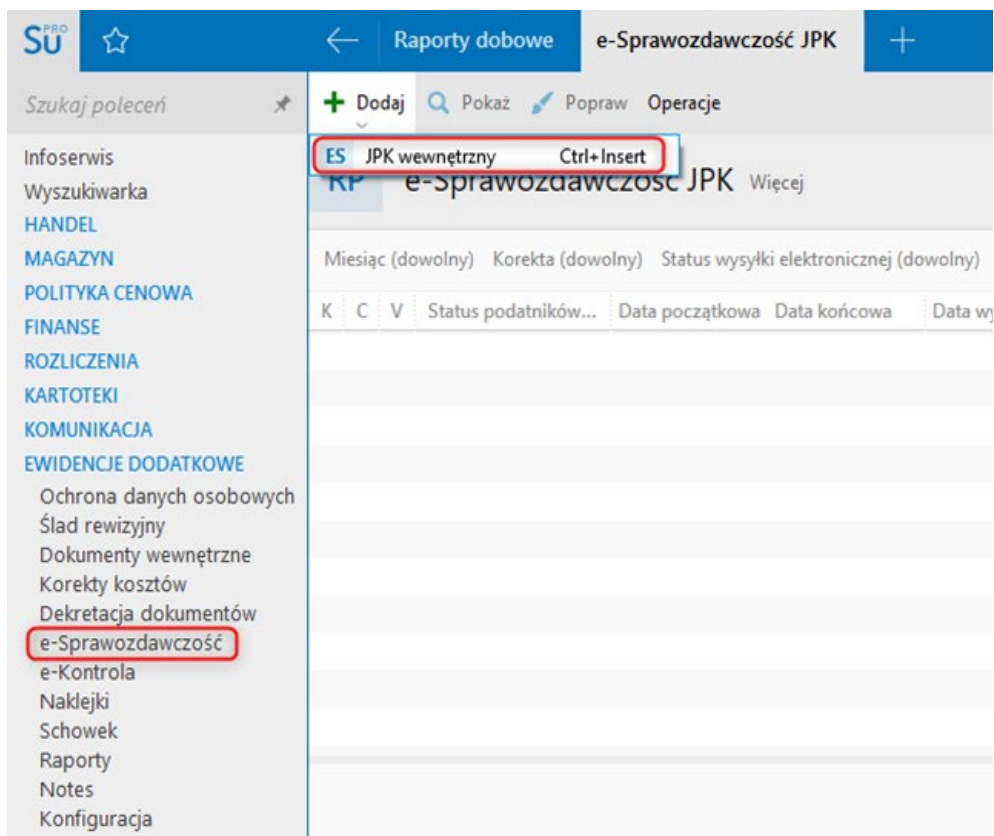 SU PRO
Raporty dobowe
e-Sprawozdawczość JPK
Szukaj poleceń
Infoserwis
Wyszukiwarka
HANDEL
MAGAZYN
POLITYKA CENOWA
FINANSE
ROZLICZENIA
KARTOTEKI
KOMUNIKACJA
EWIDENCJE DODATKOWE
Ochrona danych osobowych
Ślad rewizyjny
Dokumenty wewnętrzne
Korekty kosztów
Dekretacja dokumentów
e-Sprawozdawczość
e-Kontrola
Naklejki
Schowek
Raporty
Notes
Konfiguracja
Dodaj Pokaż Popraw Operacje
ES JPK wewnętrzny Ctrl+Insert
RP e-Sprawozdawczość JPK Więcej
Miesiąc (dowolny) Korekta (dowolny) Status wysyłki elektronicznej (dowolny)
K C V Status podatników... Data początkowa Data końcowa Data wy